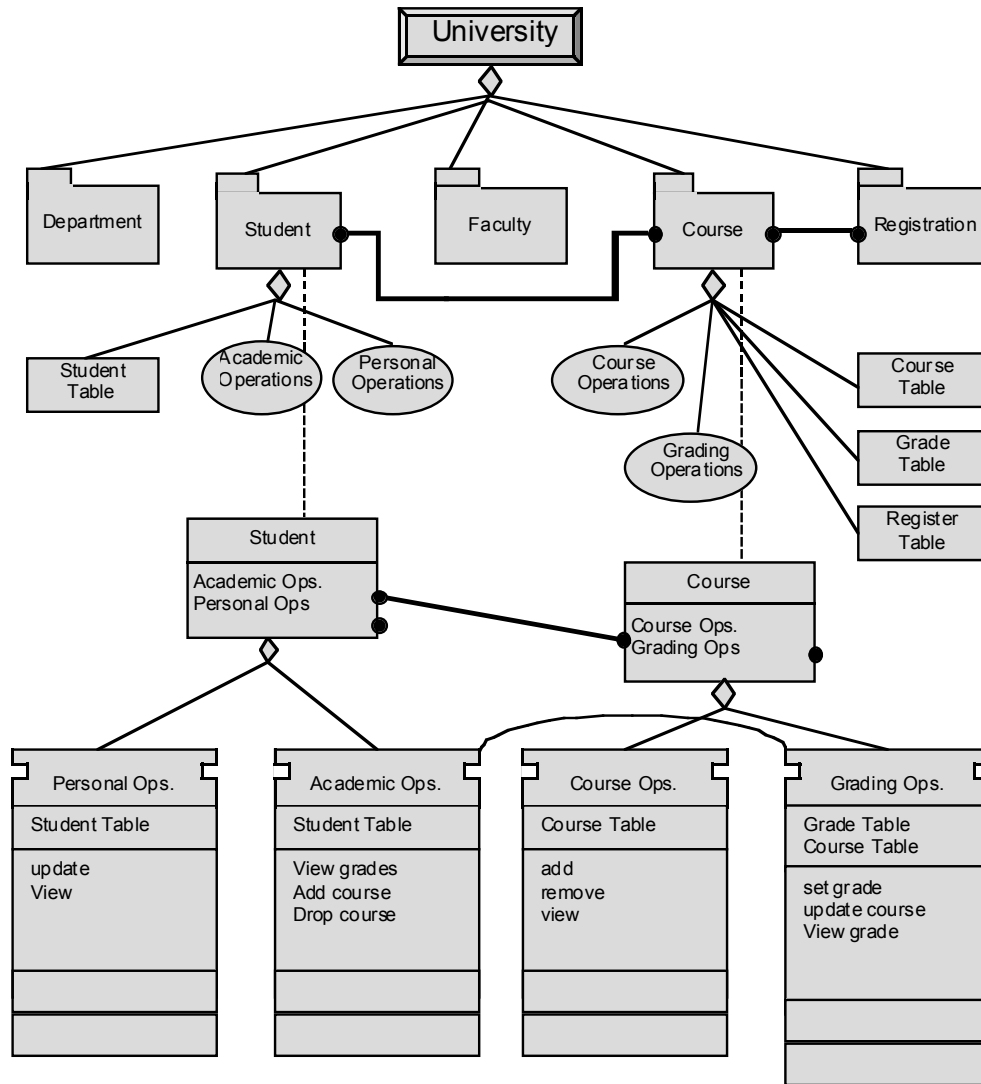 University
Department
Student
Faculty
Course
Registration
Student
Table
Academic
Operations
Personal
Operations
Course
Operations
Grading
Operations
Course
Table
Grade
Table
Register
Table
Student
Academic Ops.
Personal Ops
Course
Course Ops.
Grading Ops
Personal Ops.
Student Table
update
View
Academic Ops.
Student Table
View grades
Add course
Drop course
Course Ops.
Course Table
add
remove
view
Grading Ops.
Grade Table
Course Table
set grade
update course
View grade